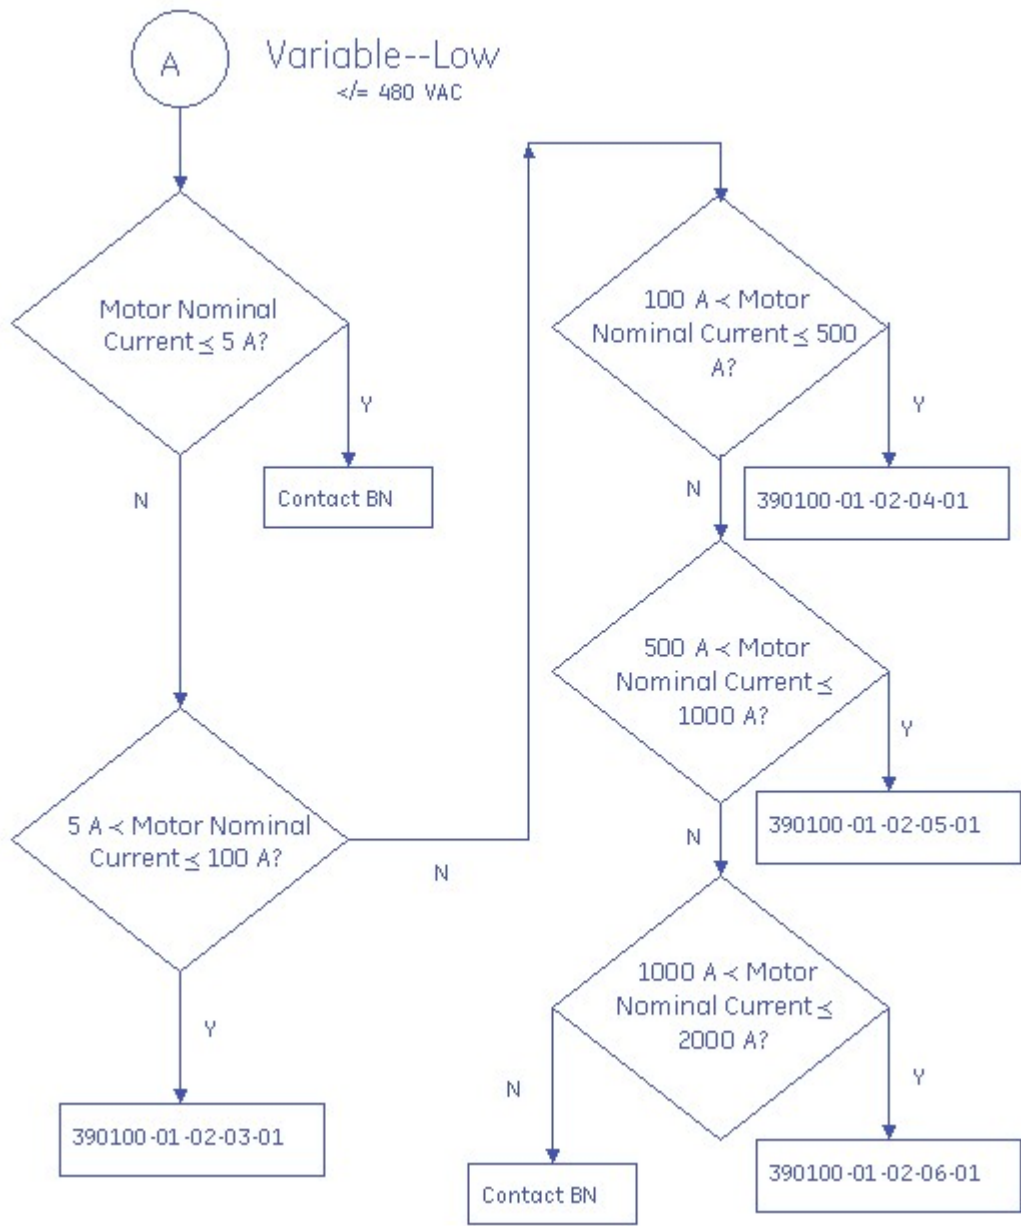 A
Variable--Low
</= 480 VAC
Motor Nominal
Current ≤ 5 A?
Y
Contact BN
N
5 A < Motor Nominal
Current ≤ 100 A?
N
Y
390100-01-02-03-01
100 A < Motor
Nominal Current ≤ 500
A?
Y
N
390100-01-02-04-01
500 A < Motor
Nominal Current ≤
1000 A?
Y
390100-01-02-05-01
N
1000 A < Motor
Nominal Current ≤
2000 A?
N
Y
Contact BN
390100-01-02-06-01